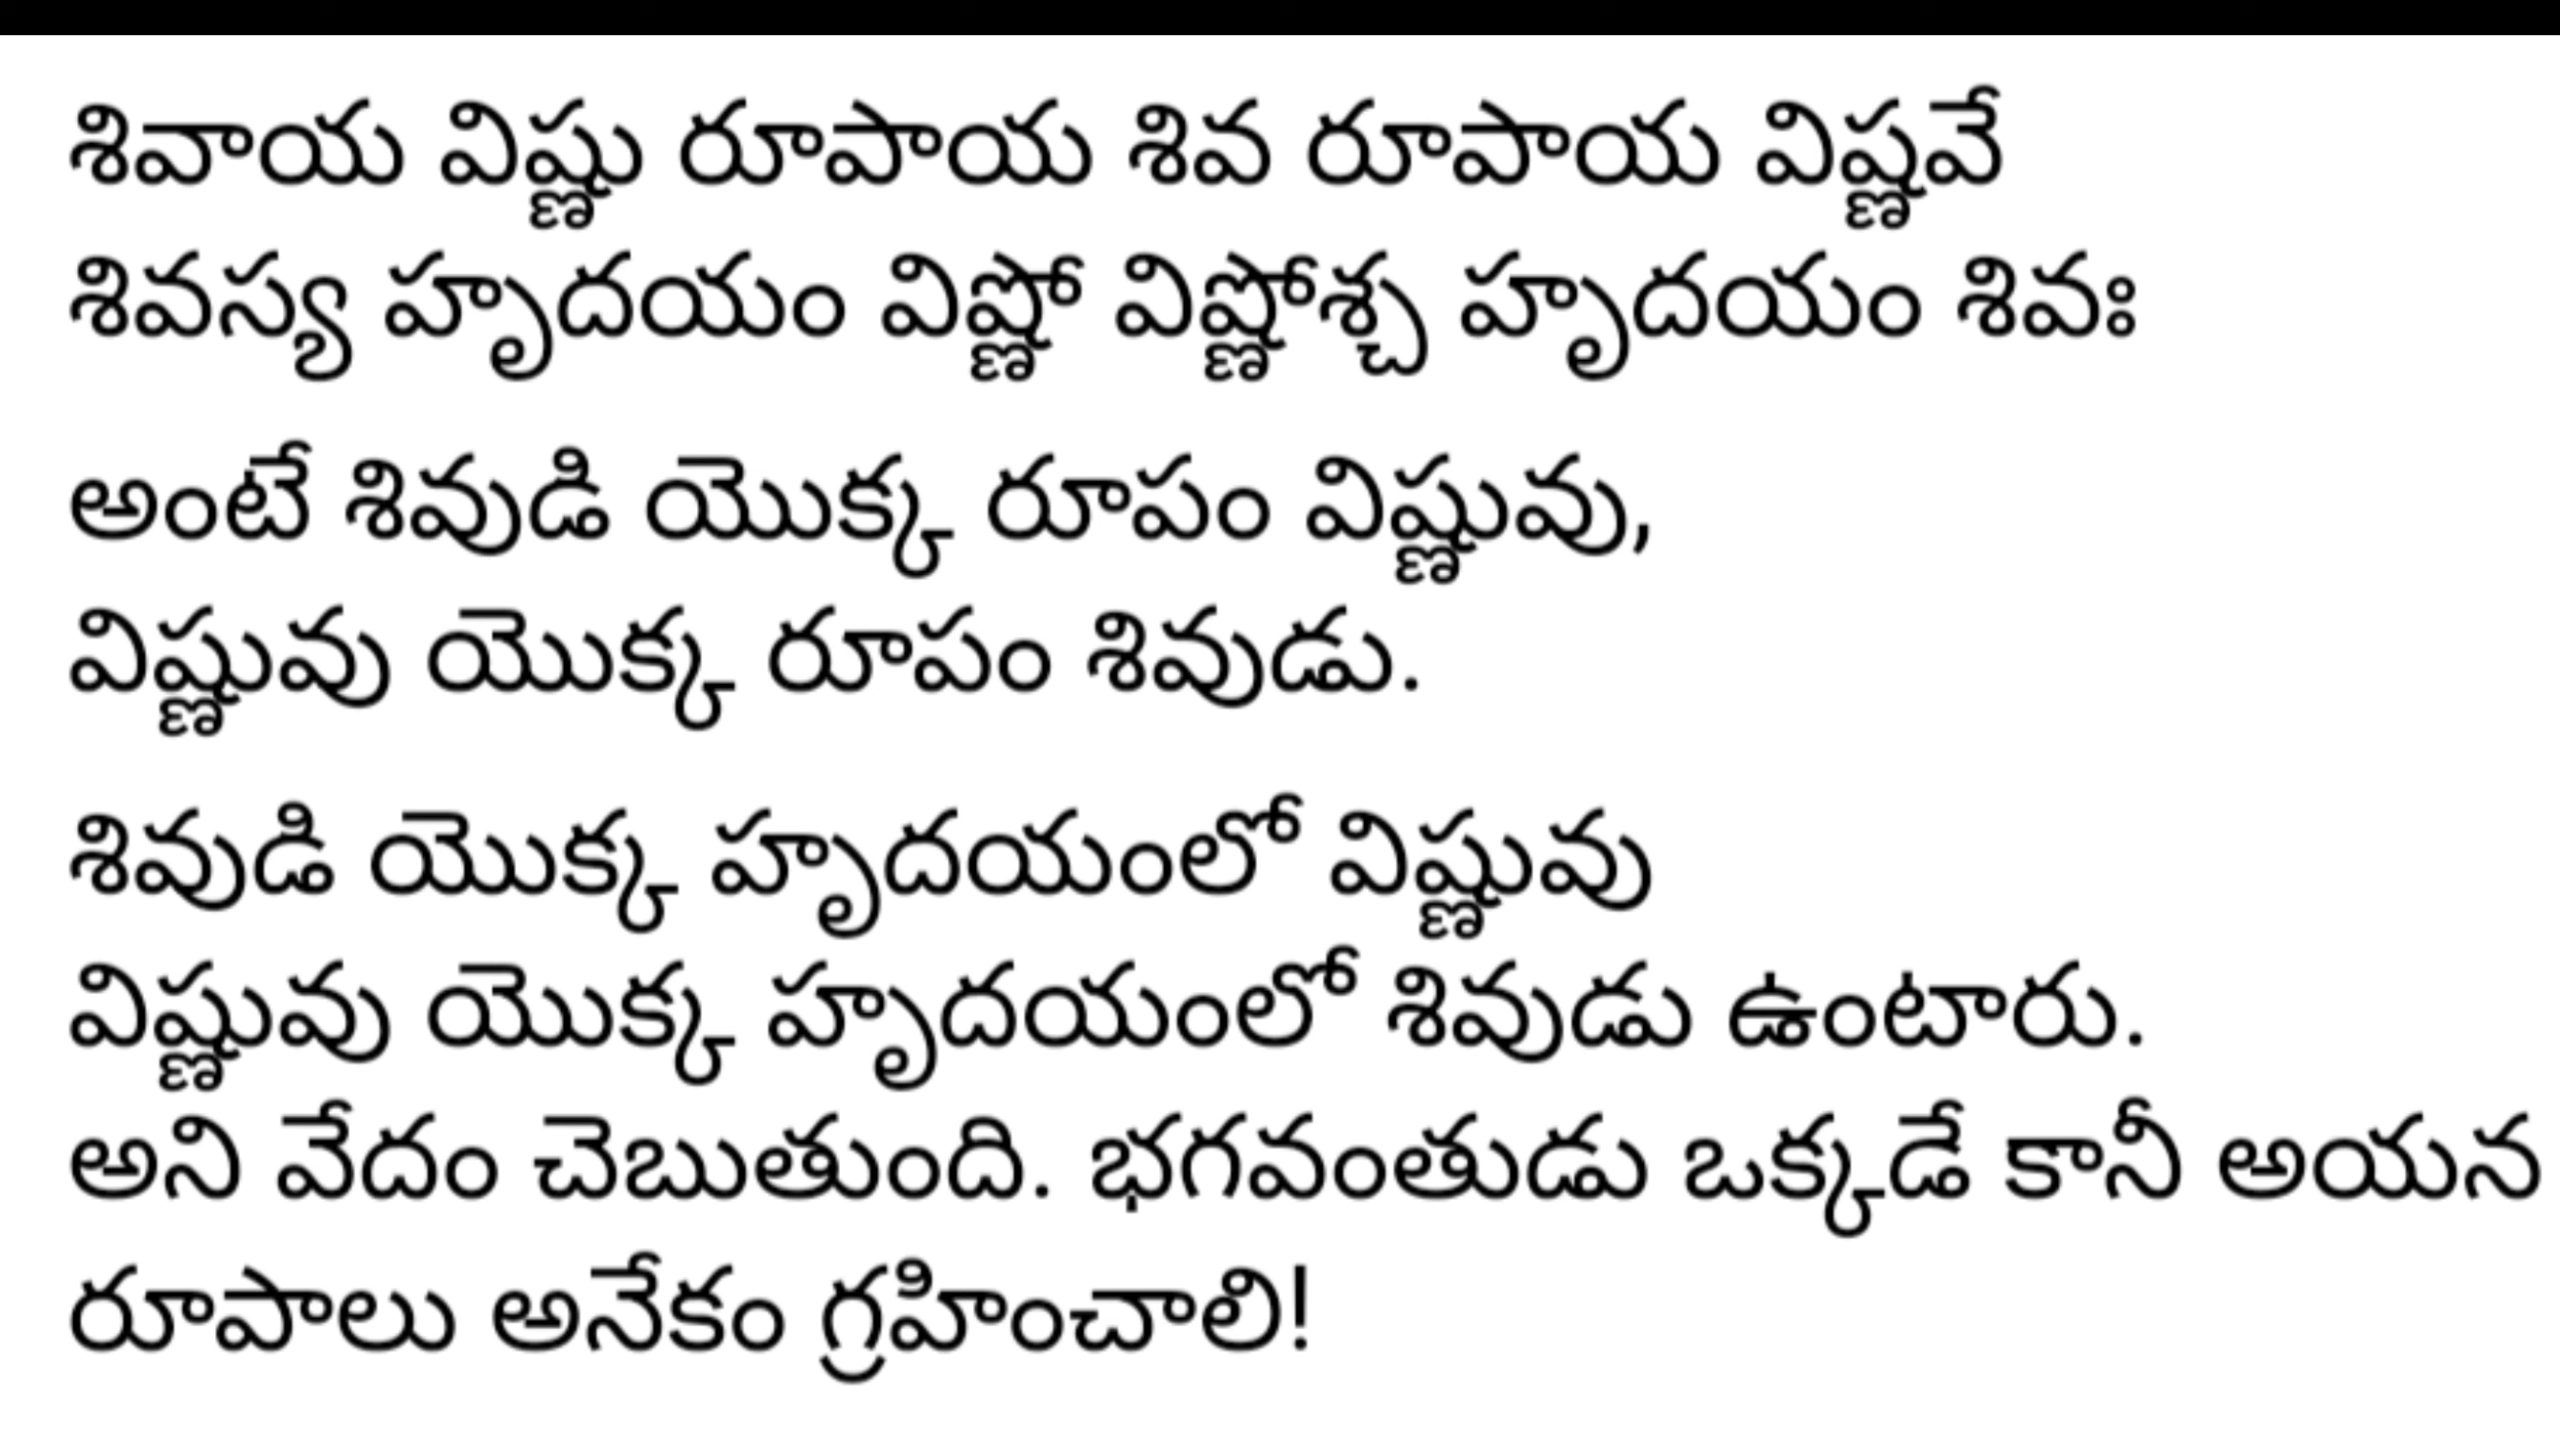 శివాయ విష్ణు రూపాయ శివ రూపాయ విష్ణవే
శివస్య హృదయం విష్ణో విష్ణోశ్చ హృదయం శివః
అంటే శివుడి యొక్క రూపం విష్ణువు,
విష్ణువు యొక్క రూపం శివుడు.
శివుడి యొక్క హృదయంలో విష్ణువు
విష్ణువు యొక్క హృదయంలో శివుడు ఉంటారు.
అని వేదం చెబుతుంది. భగవంతుడు ఒక్కడే కానీ అయన
రూపాలు అనేకం గ్రహించాలి!